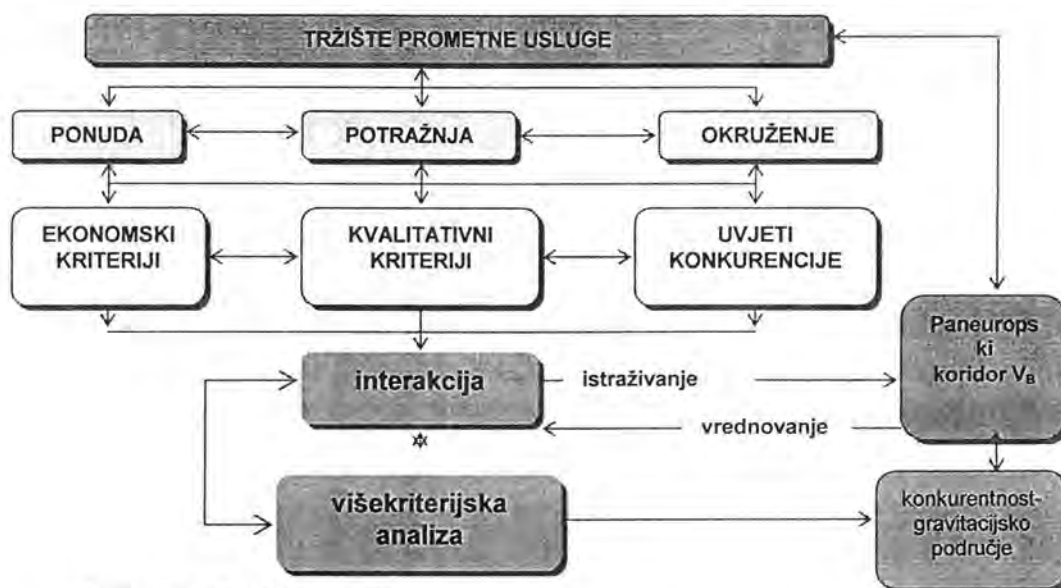 TRŽIŠTE PROMETNE USLUGE
PONUDA
POTRAŽNJA
OKRUŽENJE
EKONOMSKI
KRITERIJI
KVALITATIVNI
KRITERIJI
UVJETI
KONKURENCIJE
Paneurops
ki
koridor VB
interakcija
istraživanje
vrednovanje
višekriterijska
analiza
konkurentnost-
gravitacijsko
područje